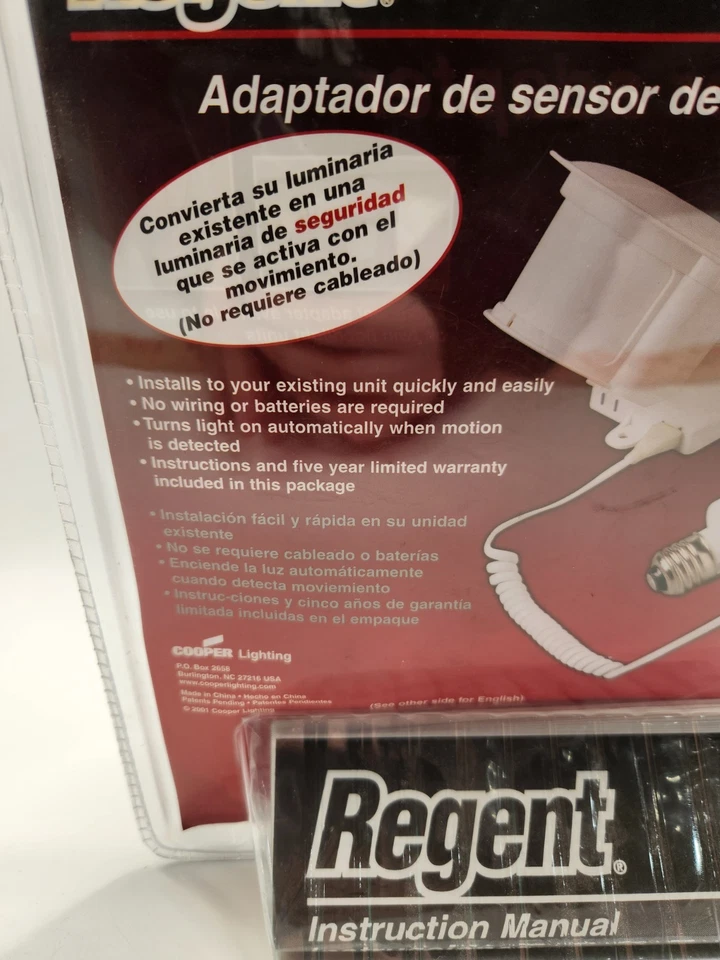 Regent®
Adaptador de sensor de
Convierta su luminaria
existente en una
luminaria de seguridad
que se activa con el
movimiento.
(No requiere cableado)
• Installs to your existing unit quickly and easily
• No wiring or batteries are required
• Turns light on automatically when motion
is detected
• Instructions and five year limited warranty
included in this package
• Instalación fácil y rápida en su unidad
existente
• No se requiere cableado o baterías
• Enciende la luz automáticamente
cuando detecta moviemiento
• Instruc-ciones y cinco años de garantía
limitada incluidas en el empaque
COOPER Lighting
P.O. Box 2658
Burlington, NC 27216 USA
www.cooperlighting.com
Made in China • Hecho en China
Patents Pending • Patentes Pendientes
© 2001 Cooper Lighting
(See other side for English)
Regent®
Instruction Manual